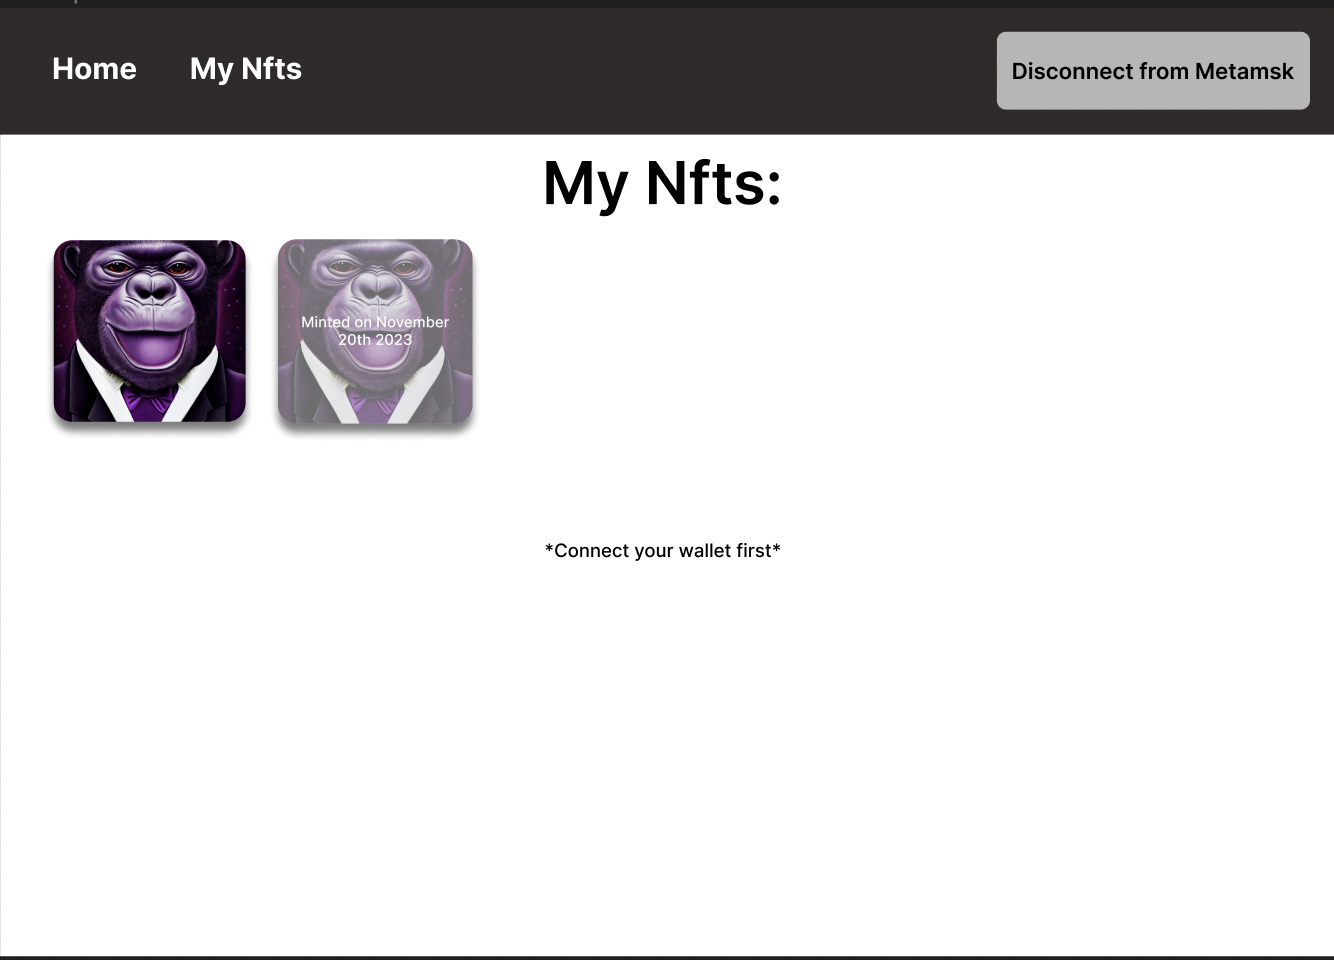 Home
My Nfts
Disconnect from Metamsk
My Nfts:
Minted on November
20th 2023
*Connect your wallet first*